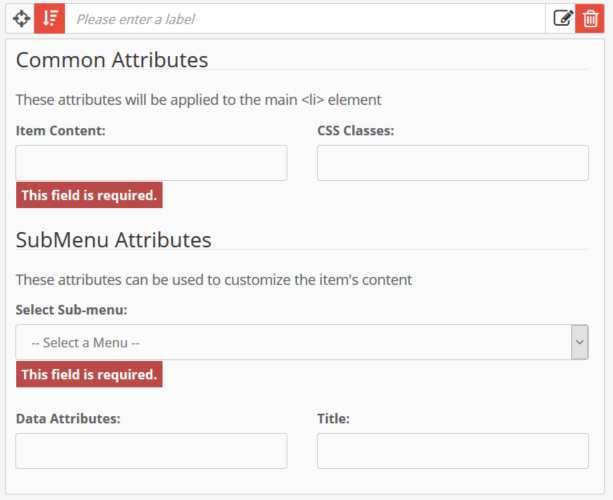 Please enter a label
Common Attributes
These attributes will be applied to the main <li> element
Item Content: CSS Classes:
This field is required.
SubMenu Attributes
These attributes can be used to customize the item's content
Select Sub-menu:
-- Select a Menu --
This field is required.
Data Attributes: Title: